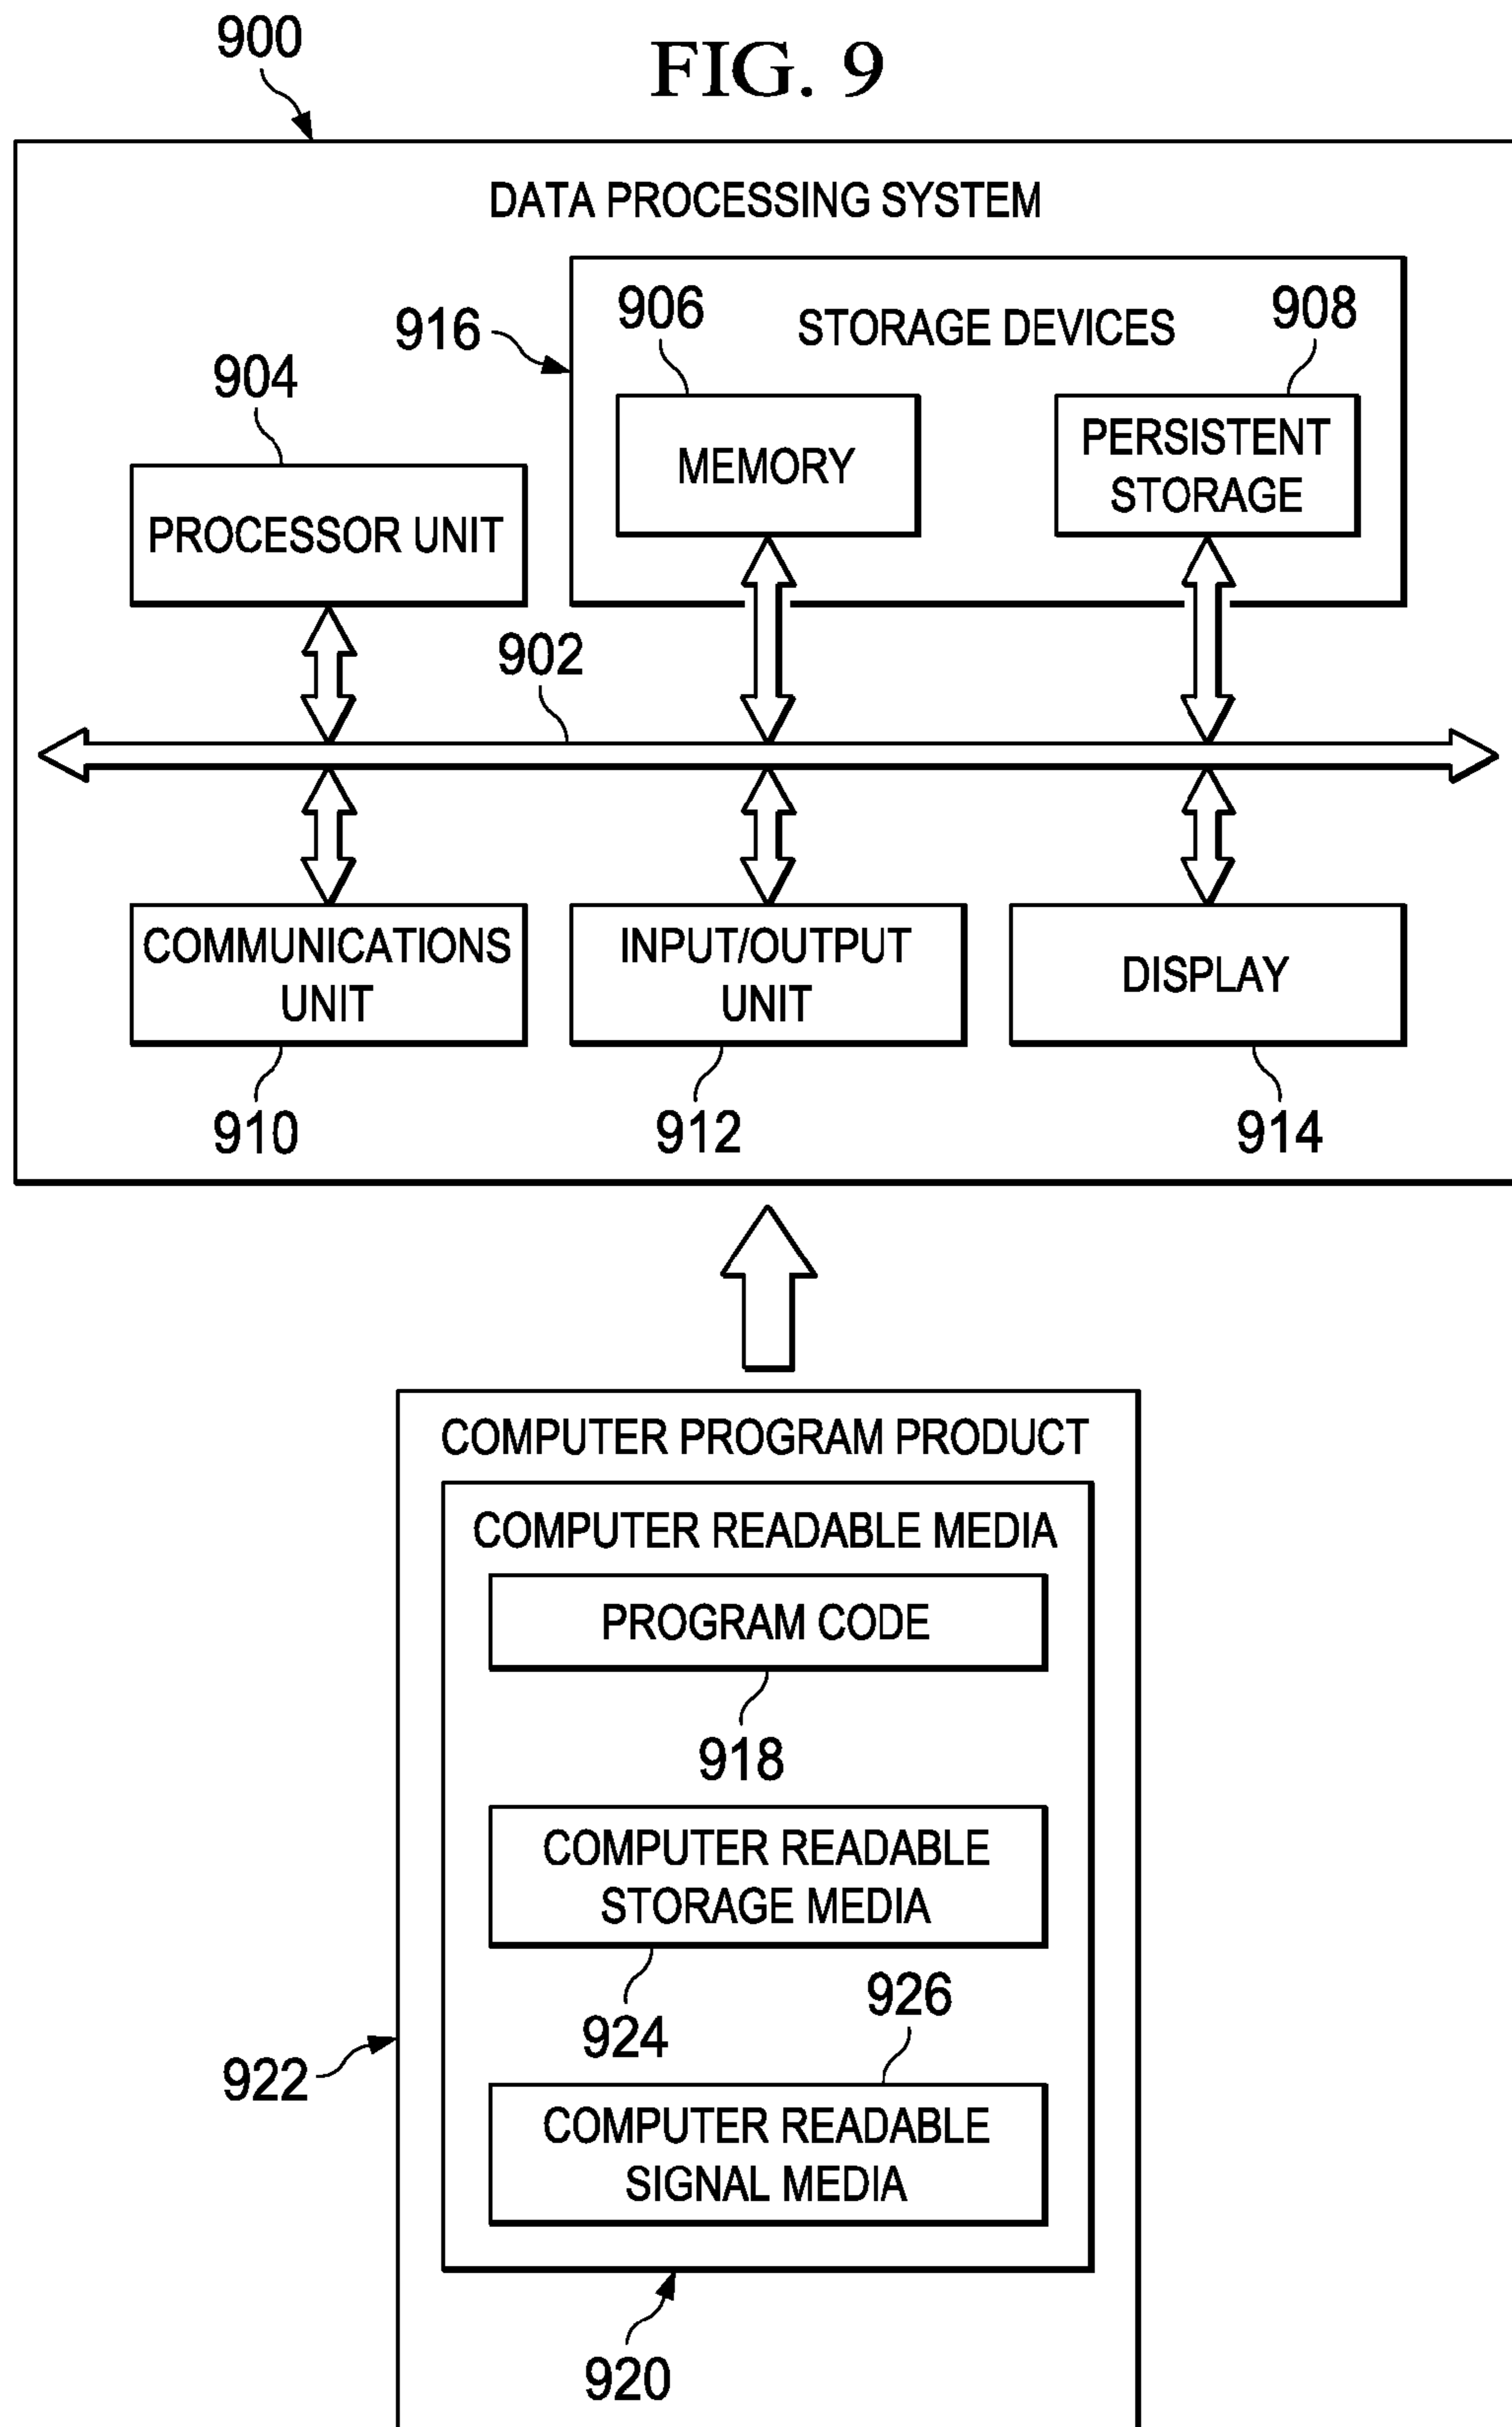 900
FIG. 9
DATA PROCESSING SYSTEM
916
906
STORAGE DEVICES
908
904
MEMORY
PERSISTENT
STORAGE
PROCESSOR UNIT
902
COMMUNICATIONS
UNIT
INPUT/OUTPUT
UNIT
DISPLAY
910
912
914
COMPUTER PROGRAM PRODUCT
COMPUTER READABLE MEDIA
PROGRAM CODE
918
COMPUTER READABLE
STORAGE MEDIA
924
926
922
COMPUTER READABLE
SIGNAL MEDIA
920